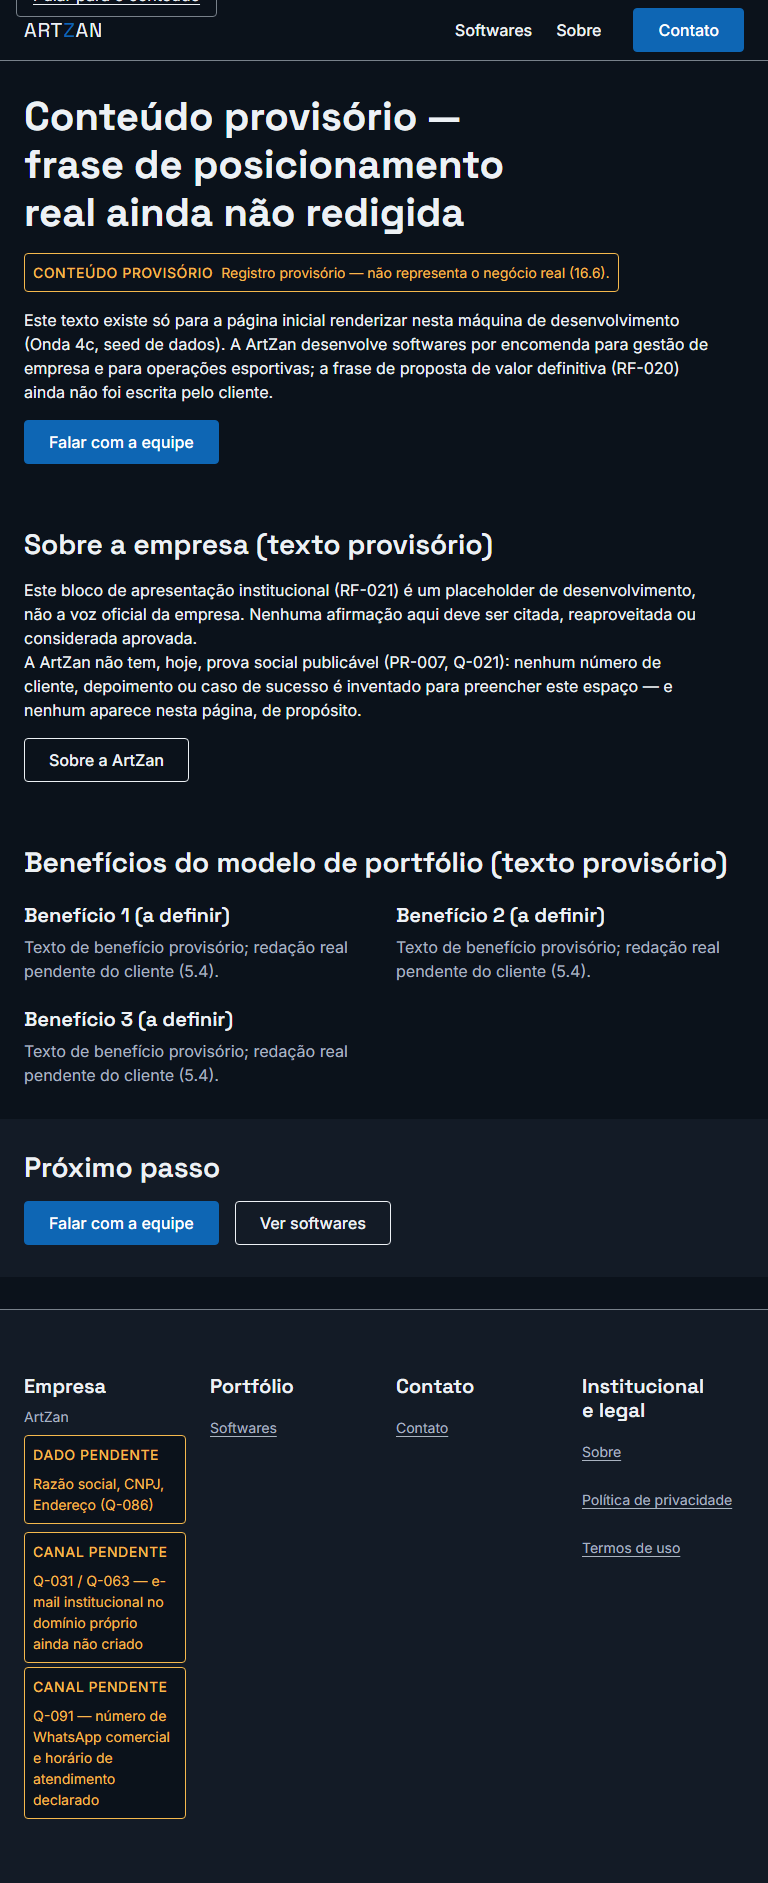 Pular para o conteúdo
ARTZAN
Softwares Sobre Contato
Conteúdo provisório —
frase de posicionamento
real ainda não redigida
CONTEÚDO PROVISÓRIO Registro provisório — não representa o negócio real (16.6).
Este texto existe só para a página inicial renderizar nesta máquina de desenvolvimento
(Onda 4c, seed de dados). A ArtZan desenvolve softwares por encomenda para gestão de
empresa e para operações esportivas; a frase de proposta de valor definitiva (RF-020)
ainda não foi escrita pelo cliente.
Falar com a equipe
Sobre a empresa (texto provisório)
Este bloco de apresentação institucional (RF-021) é um placeholder de desenvolvimento,
não a voz oficial da empresa. Nenhuma afirmação aqui deve ser citada, reaproveitada ou
considerada aprovada.
A ArtZan não tem, hoje, prova social publicável (PR-007, Q-021): nenhum número de
cliente, depoimento ou caso de sucesso é inventado para preencher este espaço — e
nenhum aparece nesta página, de propósito.
Sobre a ArtZan
Benefícios do modelo de portfólio (texto provisório)
Benefício 1 (a definir)
Texto de benefício provisório; redação real
pendente do cliente (5.4).
Benefício 2 (a definir)
Texto de benefício provisório; redação real
pendente do cliente (5.4).
Benefício 3 (a definir)
Texto de benefício provisório; redação real
pendente do cliente (5.4).
Próximo passo
Falar com a equipe Ver softwares
Empresa
ArtZan
DADO PENDENTE
Razão social, CNPJ,
Endereço (Q-086)
CANAL PENDENTE
Q-031 / Q-063 — e-
mail institucional no
domínio próprio
ainda não criado
CANAL PENDENTE
Q-091 — número de
WhatsApp comercial
e horário de
atendimento
declarado
Portfólio
Softwares
Contato
Contato
Institucional
e legal
Sobre
Política de privacidade
Termos de uso